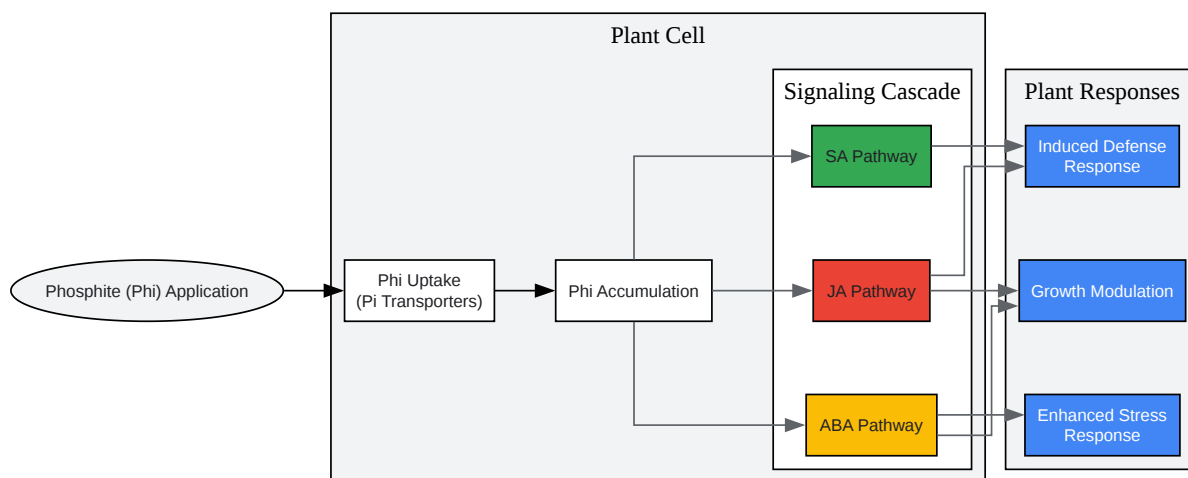 Plant Cell
Signaling Cascade
Plant Responses
SA Pathway
Induced Defense
Response
Phosphite (Phi) Application
Phi Uptake
(Pi Transporters)
Phi Accumulation
JA Pathway
Growth Modulation
ABA Pathway
Enhanced Stress
Response